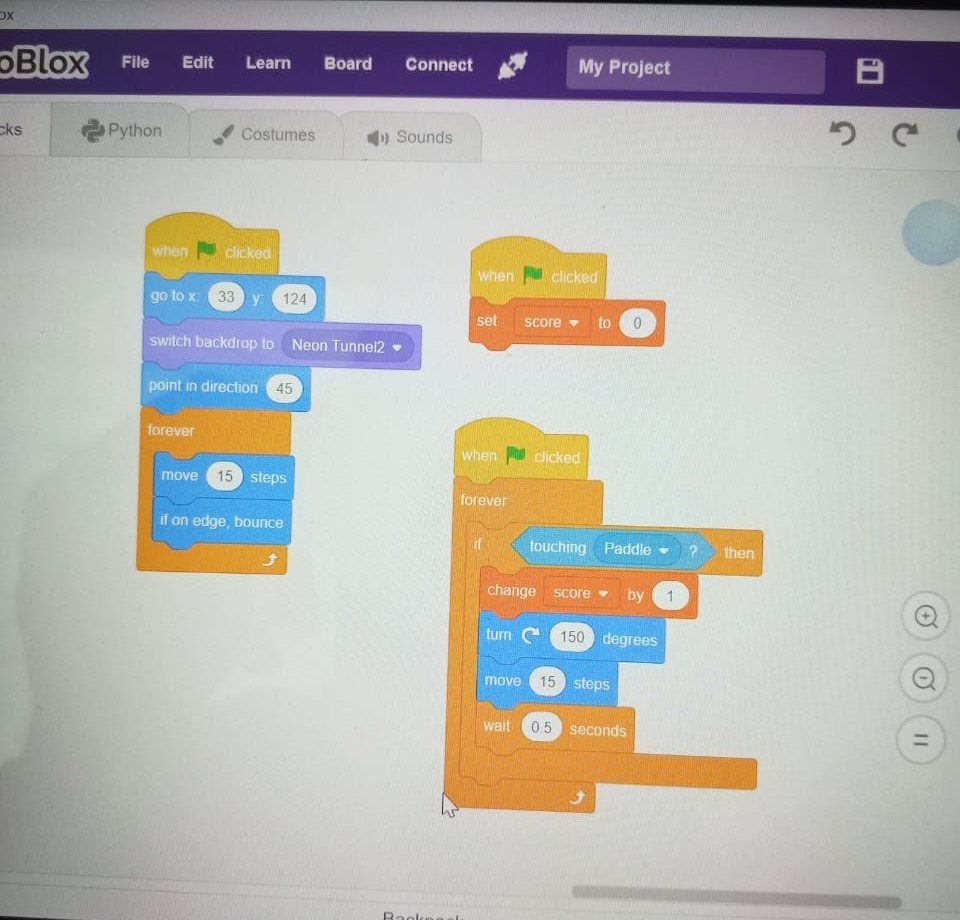 ox
oBlox File Edit Learn Board Connect My Project
cks Python Costumes Sounds
when clicked
go to x: 33 y: 124
switch backdrop to Neon Tunnel2
point in direction 45
forever
move 15 steps
if on edge, bounce
when clicked
set score to 0
when clicked
forever
if touching Paddle ? then
change score by 1
turn 150 degrees
move 15 steps
wait 0.5 seconds